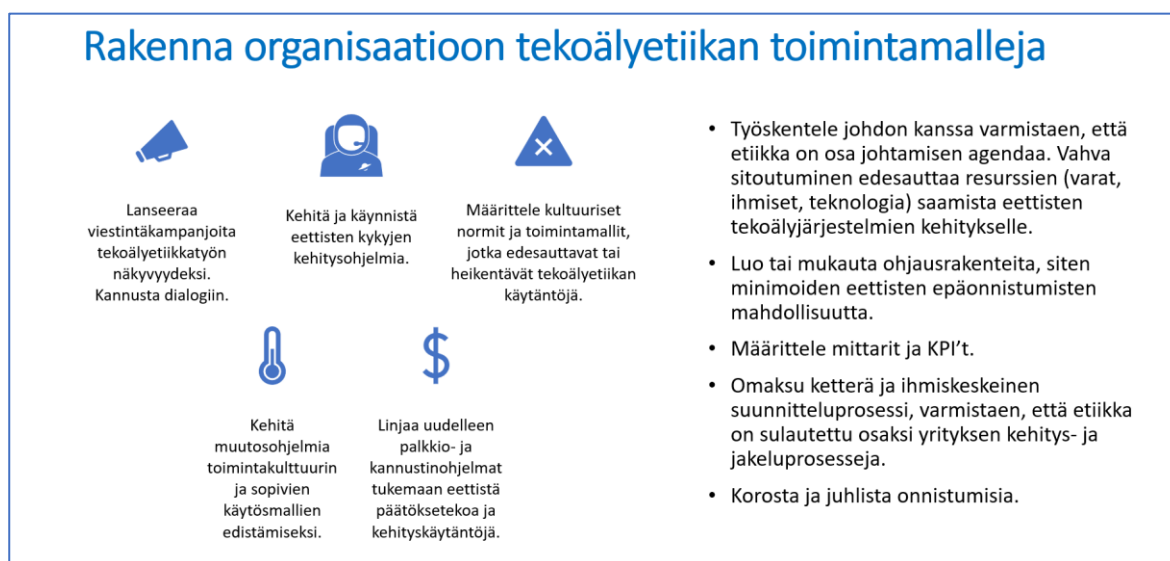 Rakenna organisaatioon tekoälyetiikan toimintamalleja
Lanseeraa
viestintäkampanjoita
tekoälyetiikkatyön
näkyvyydeksi.
Kannusta dialogiin.
Kehitä ja käynnistä
eettisten kykyjen
kehitysohjelmia.
Määrittele kultuuriset
normit ja toimintamallit,
jotka edesauttavat tai
heikentävät tekoälyetiikan
käytäntöjä.
Kehitä
muutosohjelmia
toimintakulttuurin
ja sopivien
käytösmallien
edistämiseksi.
Linjaa uudelleen
palkkio- ja
kannustinohjelmat
tukemaan eettistä
päätöksetekoa ja
kehityskäytäntöjä.
• Työskentele johdon kanssa varmistaen, että
etiikka on osa johtamisen agendaa. Vahva
sitoutuminen edesauttaa resurssien (varat,
ihmiset, teknologia) saamista eettisten
tekoälyjärjestelmien kehitykselle.
• Luo tai mukauta ohjausrakenteita, siten
minimoiden eettisten epäonnistumisten
mahdollisuutta.
• Määrittele mittarit ja KPI’t.
• Omaksu ketterä ja ihmiskeskeinen
suunnitteluprosessi, varmistaen, että etiikka
on sulautettu osaksi yrityksen kehitys- ja
jakeluprosesseja.
• Korosta ja juhlista onnistumisia.